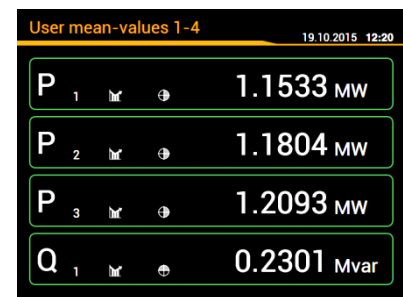 User mean-values 1-4
19.10.2015 12:20
P 1 1.1533 MW
P 2 1.1804 MW
P 3 1.2093 MW
Q 1 0.2301 Mvar